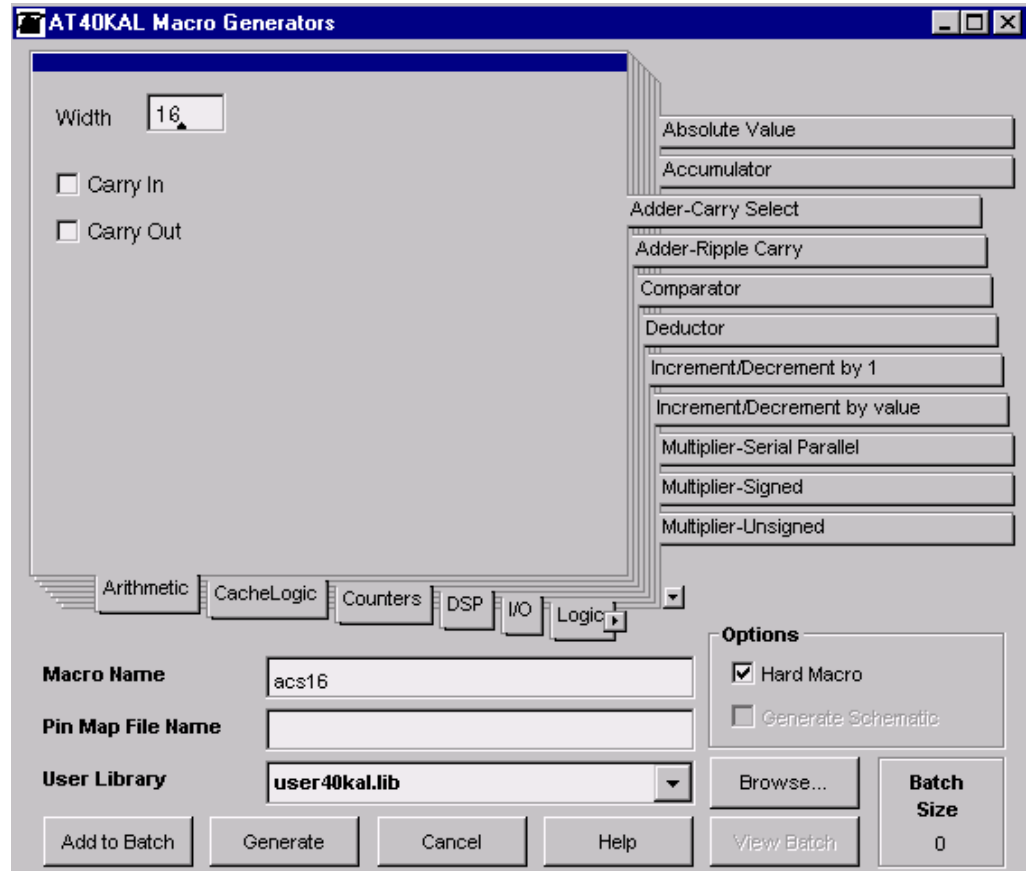 AT40KAL Macro Generators
Width 16
Carry In
Carry Out
Absolute Value
Accumulator
Adder-Carry Select
Adder-Ripple Carry
Comparator
Deductor
Increment/Decrement by 1
Increment/Decrement by value
Multiplier-Serial Parallel
Multiplier-Signed
Multiplier-Unsigned
Arithmetic CacheLogic Counters DSP I/O Logic
Options
Hard Macro
Generate Schematic
Macro Name acs16
Pin Map File Name
User Library user40kal.lib
Browse...
Batch
Size
0
Add to Batch Generate Cancel Help View Batch